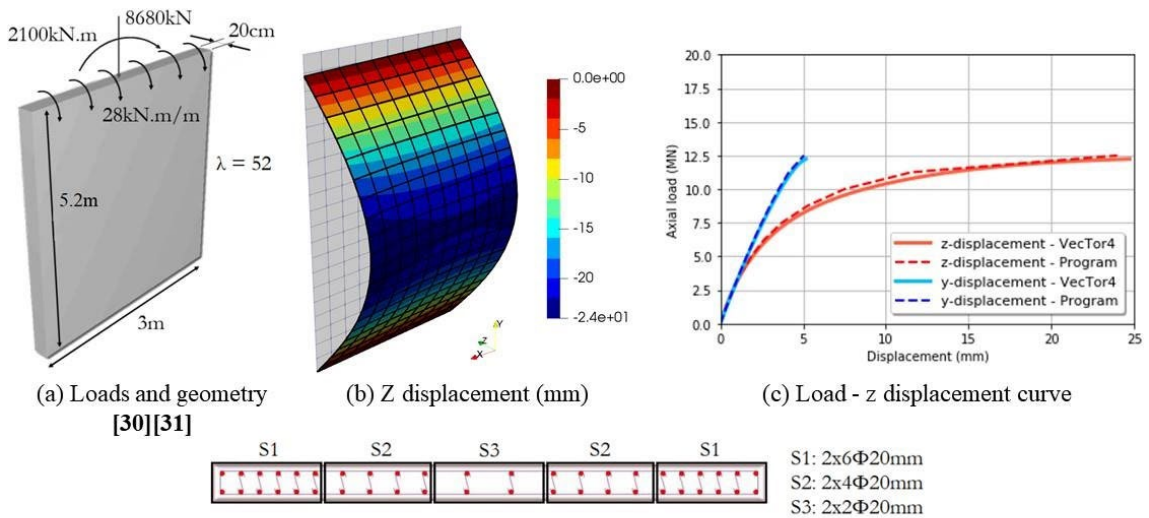 8680kN
2100kN.m
20cm
28kN.m/m
λ = 52
5.2m
3m
(a) Loads and geometry
[30][31]
0.0e+00
-5
-10
-15
-20
-2.4e+01
Y
Z
X
(b) Z displacement (mm)
20.0
17.5
15.0
12.5
10.0
7.5
5.0
2.5
0.0
Axial load (MN)
z-displacement - VecTor4
z-displacement - Program
y-displacement - VecTor4
y-displacement - Program
0 5 10 15 20 25
Displacement (mm)
(c) Load - z displacement curve
S1 S2 S3 S2 S1
S1: 2x6Φ20mm
S2: 2x4Φ20mm
S3: 2x2Φ20mm